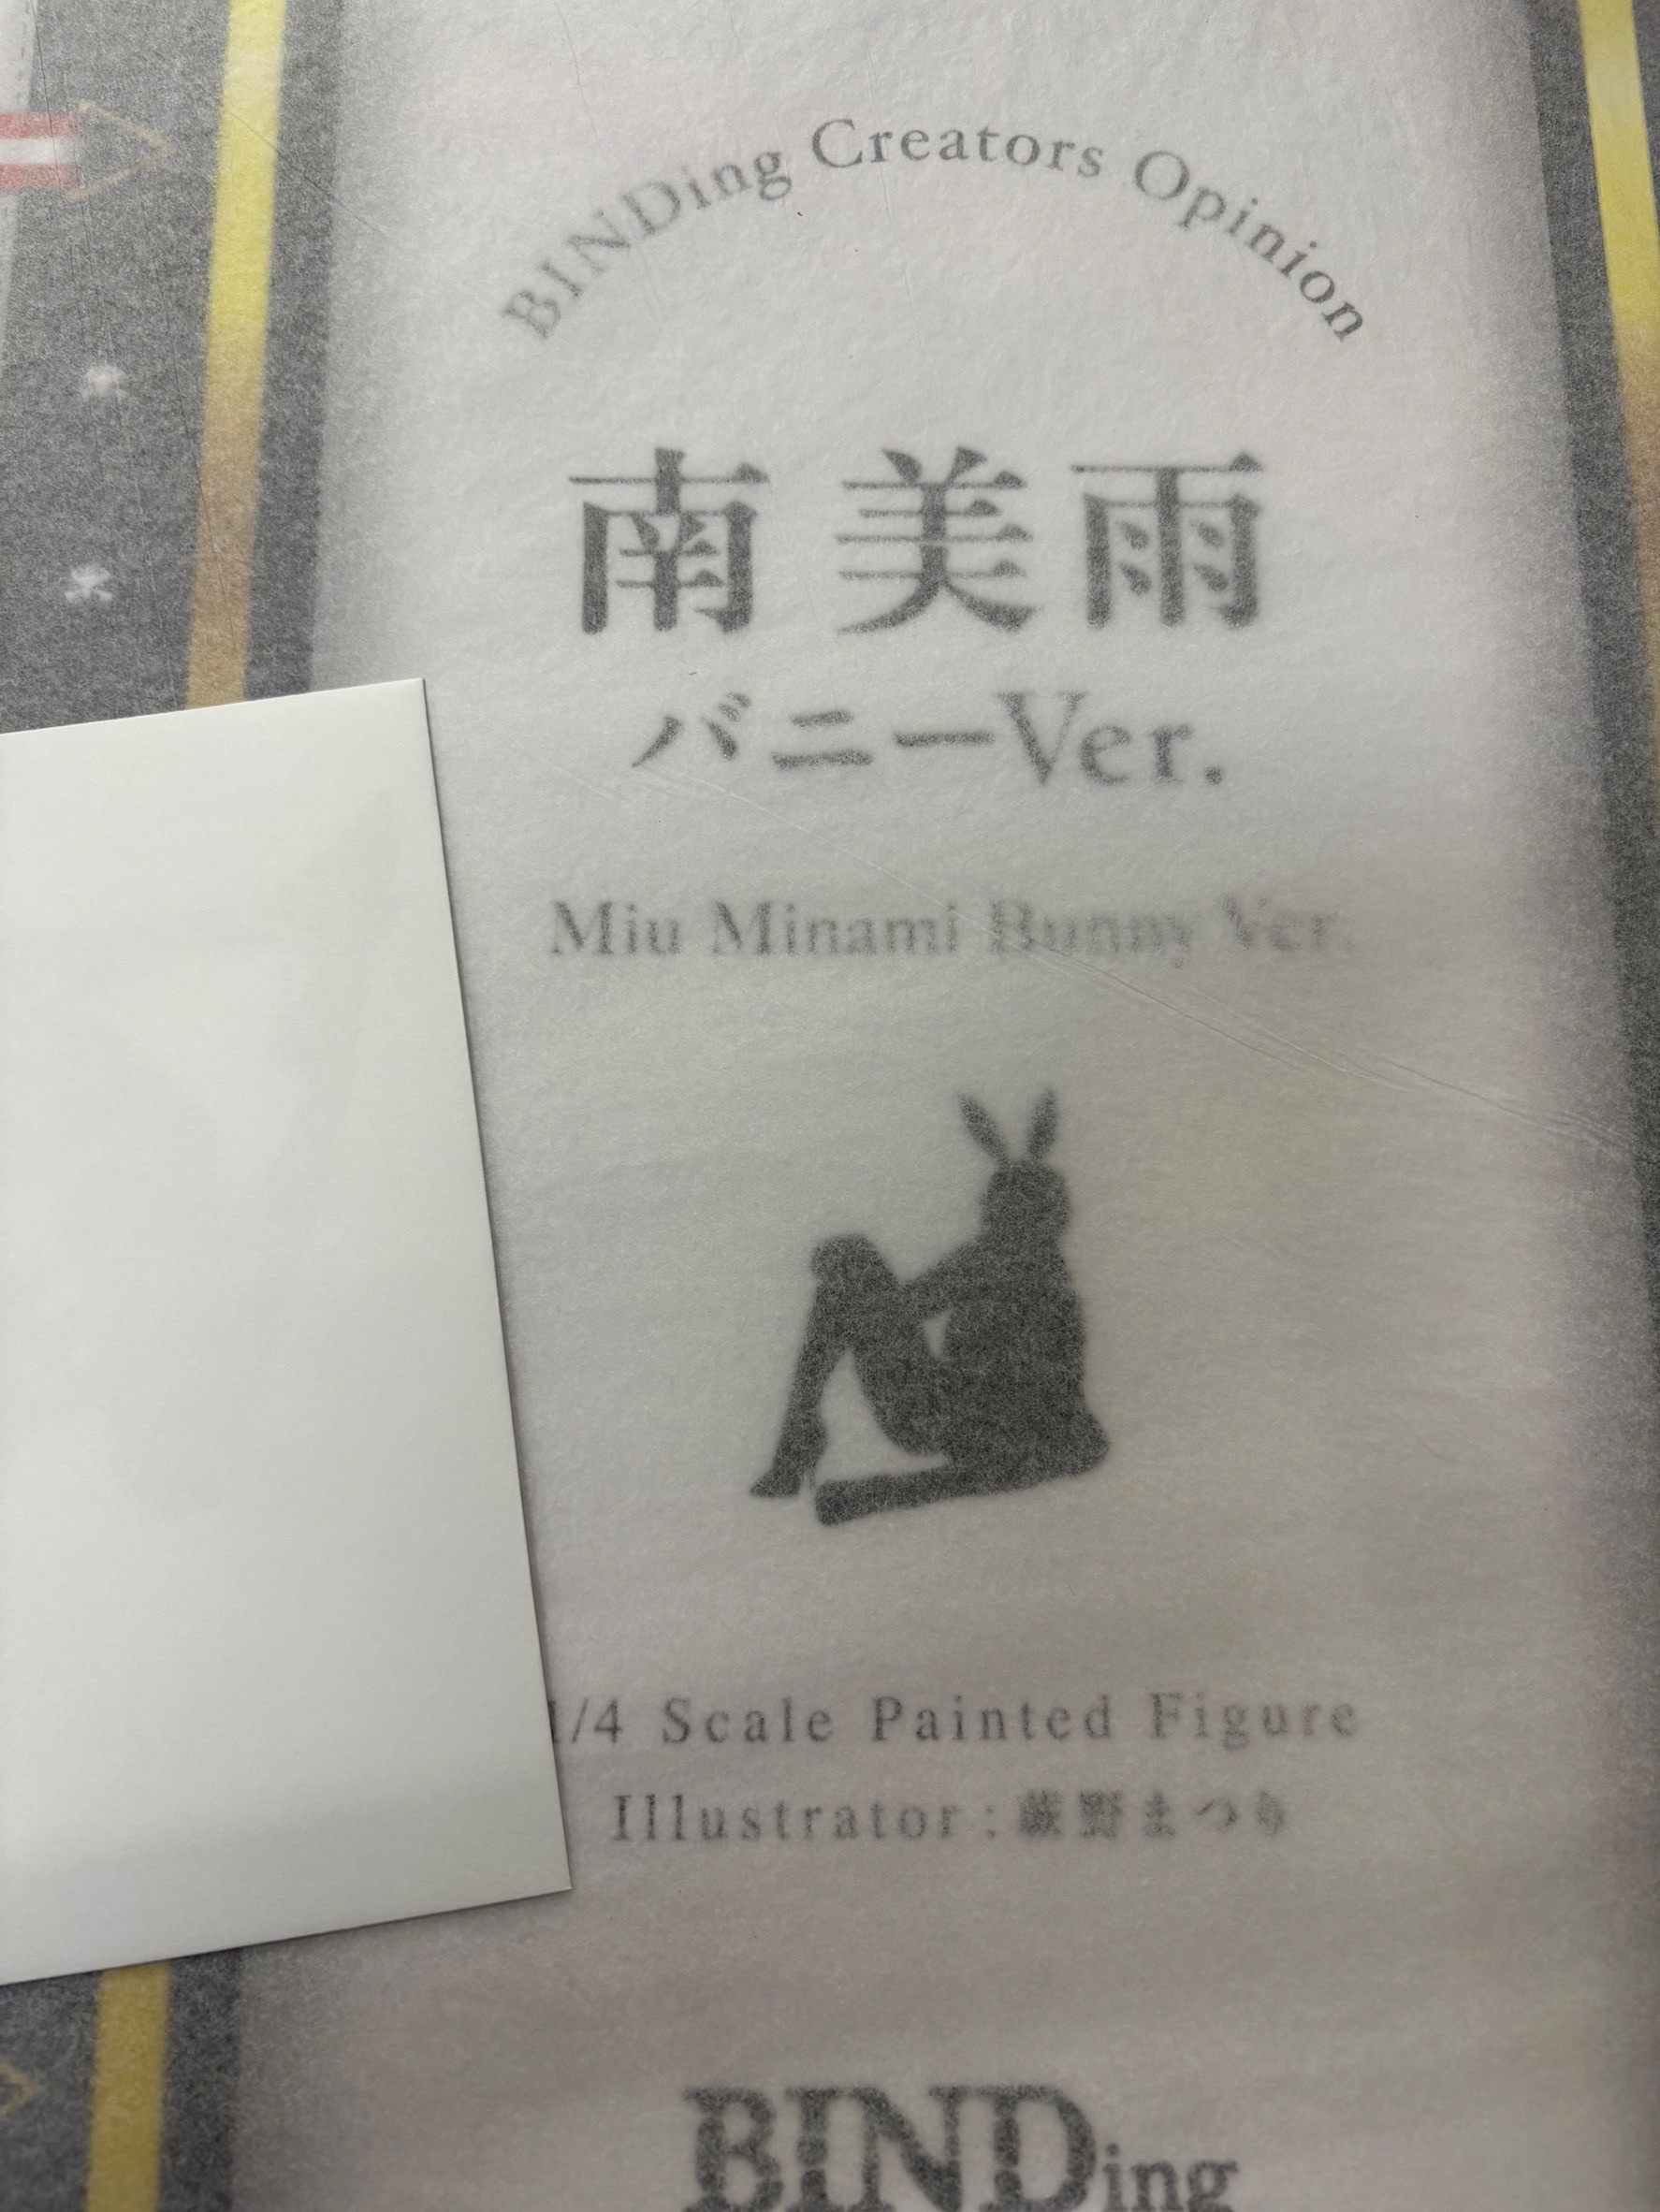 BINDing Creators Opinion
南 美雨
バニーVer.
Miu Minami Bunny Ver.
1/4 Scale Painted Figure
Illustrator:蕨野まつり
BINDing